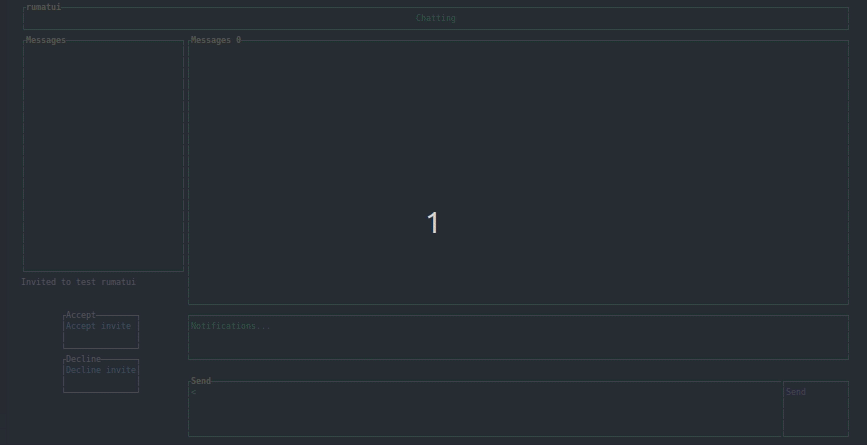 rumatui
Chatting
Messages
Messages 0
1
Invited to test rumatui
Accept
Accept invite
Notifications...
Decline
Decline invite
Send
<
Send